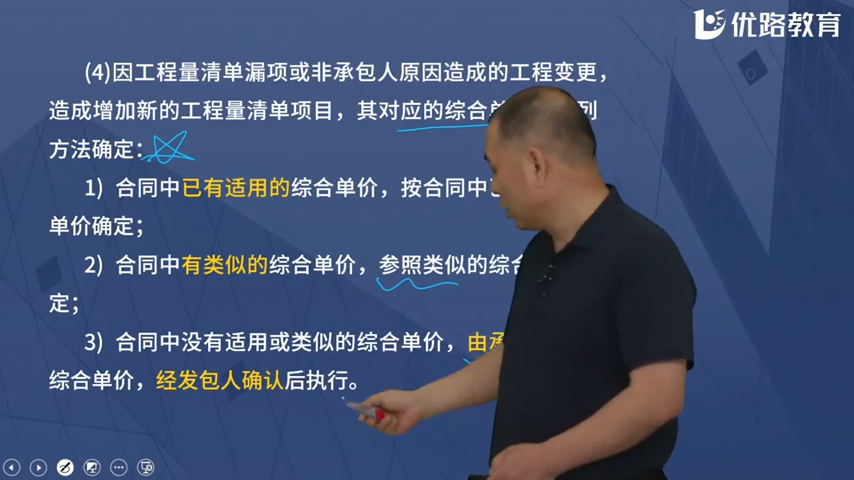 优路教育
(4)因工程量清单漏项或非承包人原因造成的工程变更，
造成增加新的工程量清单项目，其对应的综合 列
方法确定：
1）合同中已有适用的综合单价，按合同中
单价确定；
2）合同中有类似的综合单价，参照类似的综
定；
3）合同中没有适用或类似的综合单价，由
综合单价，经发包人确认后执行。